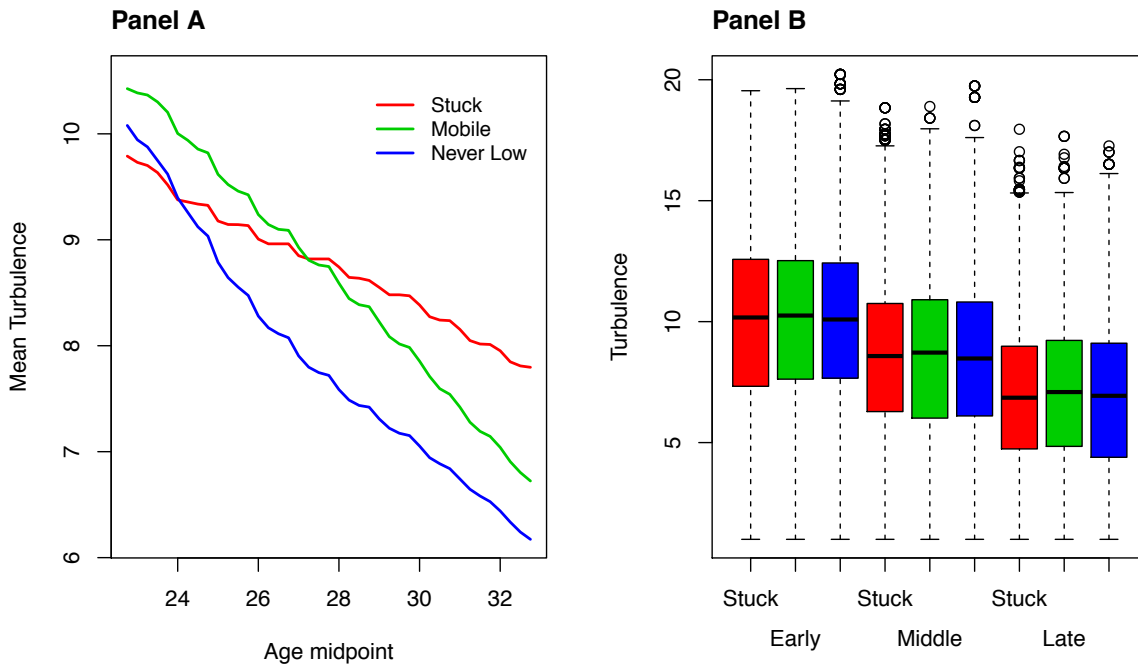 Panel A
Stuck
Mobile
Never Low
Mean Turbulence
10
9
8
7
6
24 26 28 30 32
Age midpoint
Panel B
Turbulence
20
15
10
5
Stuck Stuck Stuck
Early Middle Late